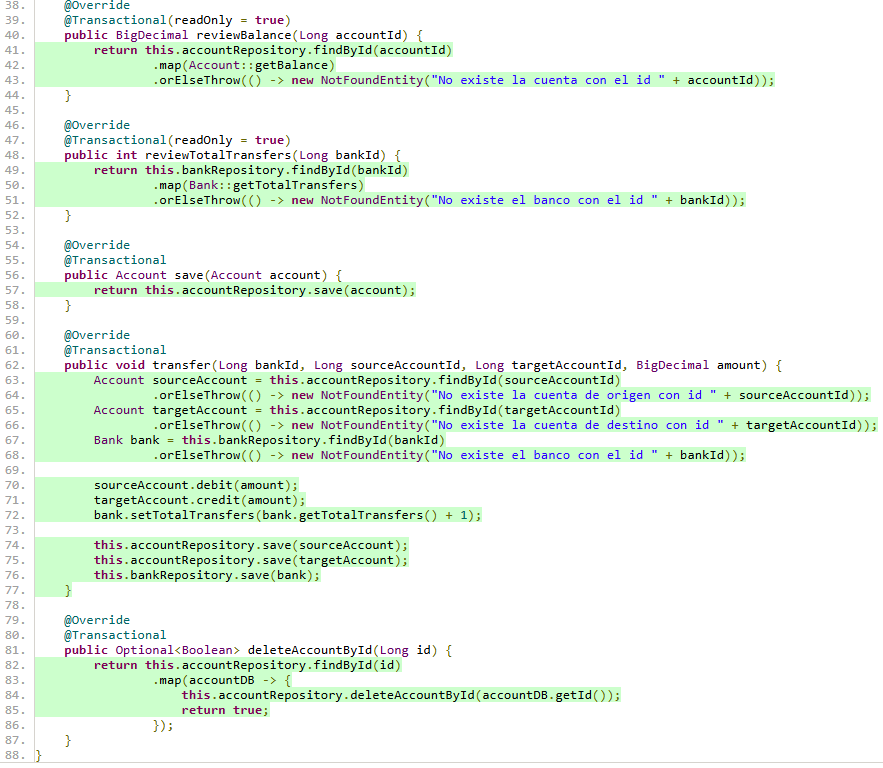 38.     @Override
39.     @Transactional(readOnly = true)
40.     public BigDecimal reviewBalance(Long accountId) {
41.         return this.accountRepository.findById(accountId)
42.                 .map(Account::getBalance)
43.                 .orElseThrow(() -> new NotFoundEntity("No existe la cuenta con el id " + accountId));
44.     }
45.
46.     @Override
47.     @Transactional(readOnly = true)
48.     public int reviewTotalTransfers(Long bankId) {
49.         return this.bankRepository.findById(bankId)
50.                 .map(Bank::getTotalTransfers)
51.                 .orElseThrow(() -> new NotFoundEntity("No existe el banco con el id " + bankId));
52.     }
53.
54.     @Override
55.     @Transactional
56.     public Account save(Account account) {
57.         return this.accountRepository.save(account);
58.     }
59.
60.     @Override
61.     @Transactional
62.     public void transfer(Long bankId, Long sourceAccountId, Long targetAccountId, BigDecimal amount) {
63.         Account sourceAccount = this.accountRepository.findById(sourceAccountId)
64.                 .orElseThrow(() -> new NotFoundEntity("No existe la cuenta de origen con id " + sourceAccountId));
65.         Account targetAccount = this.accountRepository.findById(targetAccountId)
66.                 .orElseThrow(() -> new NotFoundEntity("No existe la cuenta de destino con id " + targetAccountId));
67.         Bank bank = this.bankRepository.findById(bankId)
68.                 .orElseThrow(() -> new NotFoundEntity("No existe el banco con el id " + bankId));
69.
70.         sourceAccount.debit(amount);
71.         targetAccount.credit(amount);
72.         bank.setTotalTransfers(bank.getTotalTransfers() + 1);
73.
74.         this.accountRepository.save(sourceAccount);
75.         this.accountRepository.save(targetAccount);
76.         this.bankRepository.save(bank);
77.     }
78.
79.     @Override
80.     @Transactional
81.     public Optional<Boolean> deleteAccountById(Long id) {
82.         return this.accountRepository.findById(id)
83.                 .map(accountDB -> {
84.                     this.accountRepository.deleteAccountById(accountDB.getId());
85.                     return true;
86.                 });
87.     }
88. }